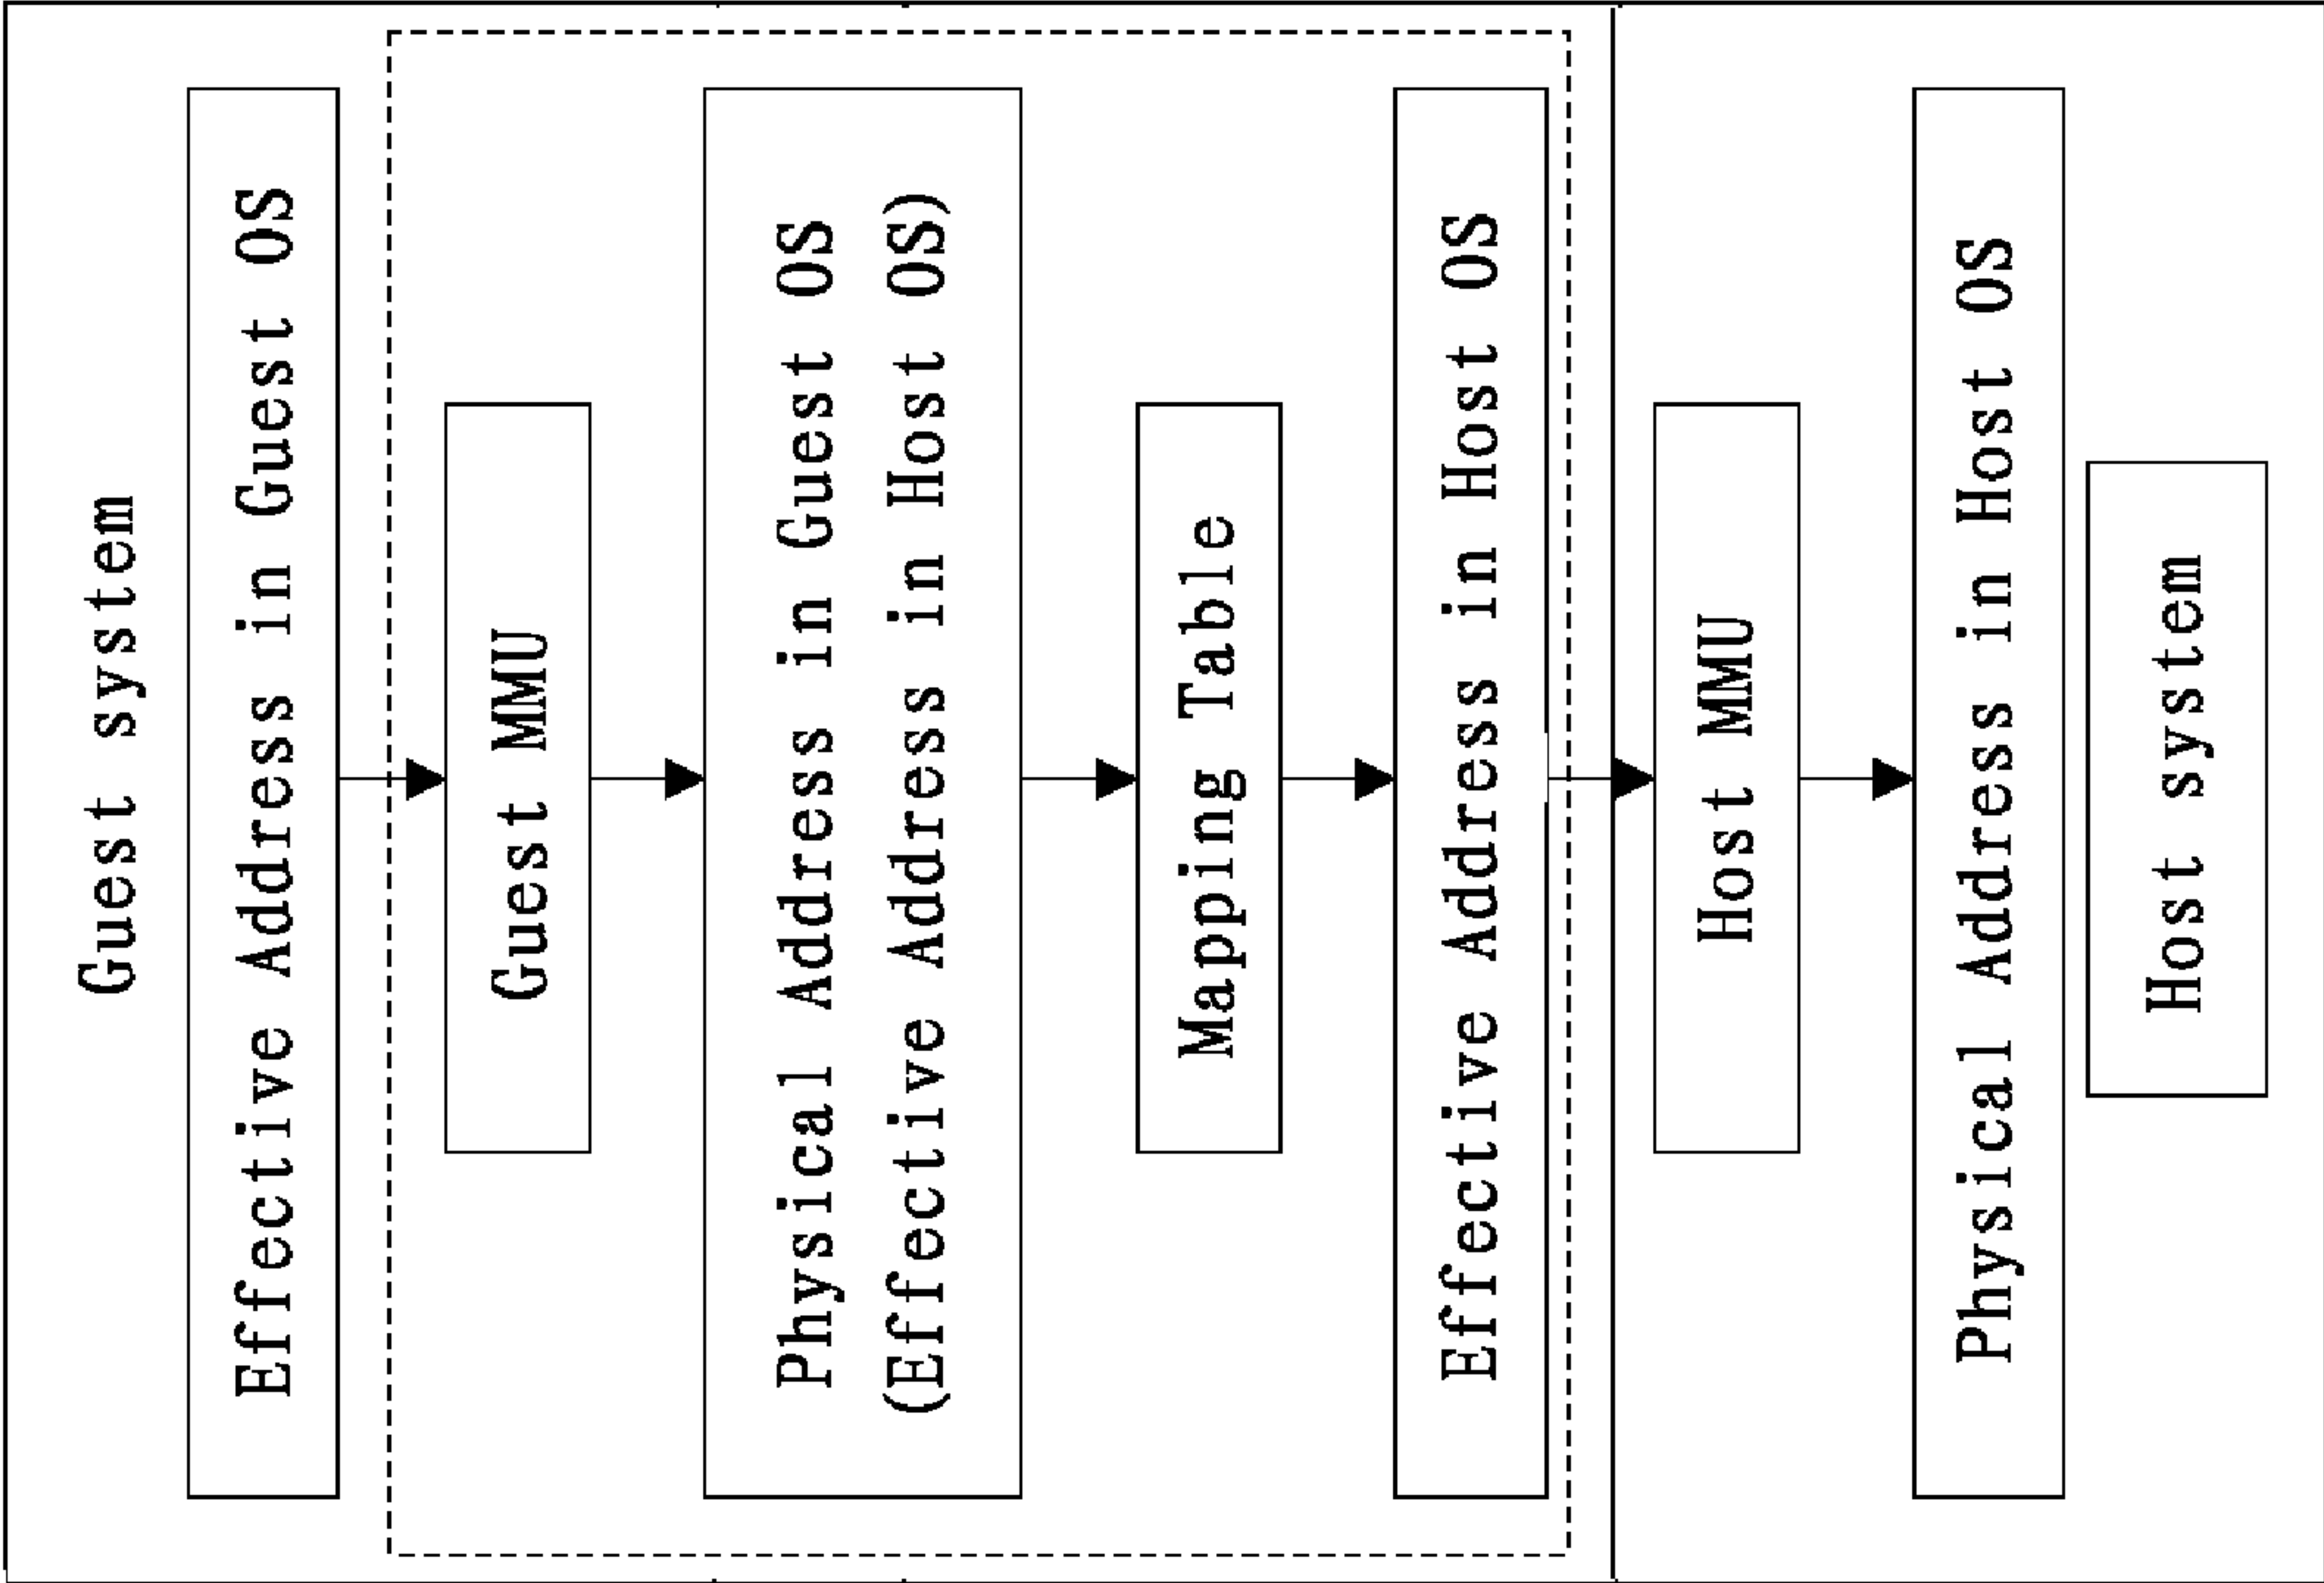 Guest system
Effective Address in Guest OS
Guest MMU
Physical Address in Guest OS
(Effective Address in Host OS)
Mapping Table
Effective Address in Host OS
Host MMU
Physical Address in Host OS
Host system